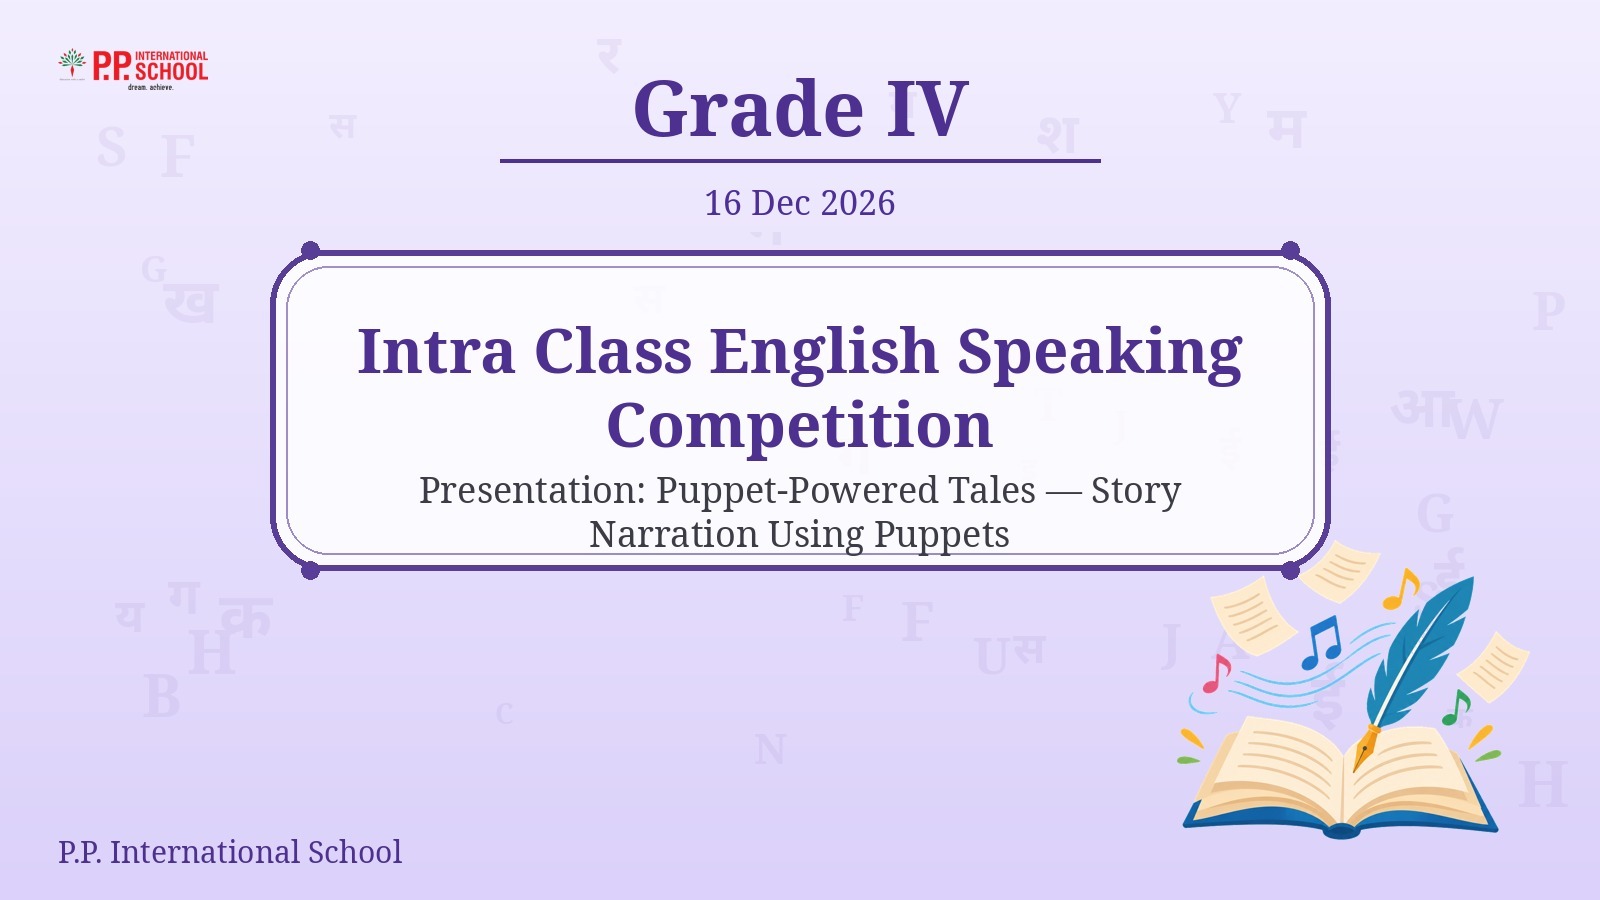 P.P. INTERNATIONAL SCHOOL
dream. achieve.
Grade IV
16 Dec 2026
Intra Class English Speaking
Competition
Presentation: Puppet-Powered Tales — Story
Narration Using Puppets
P.P. International School
र
स
श
Y
म
S
F
G
ख
P
आ
W
G
ई
य
ग
क
H
B
F
F
U
स
J
A
ई
C
N
H